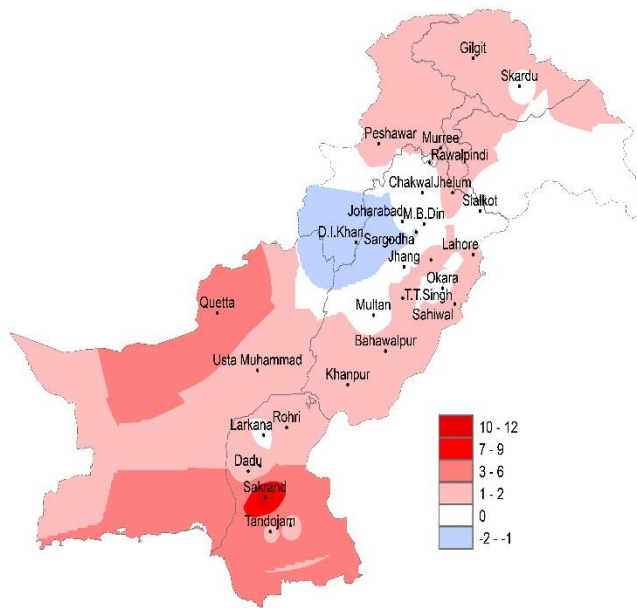 Gilgit
Skardu
Peshawar
Murree
Rawalpindi
Chakwal
Jhelum
Sialkot
Joharabad
M.B.Din
D.I.Khan
Sargodha
Lahore
Jhang
Okara
T.T.Singh
Multan
Sahiwal
Quetta
Bahawalpur
Usta Muhammad
Khanpur
Rohri
Larkana
Dadu
Sakrand
Tandojam
10 - 12
7 - 9
3 - 6
1 - 2
0
-2 - -1